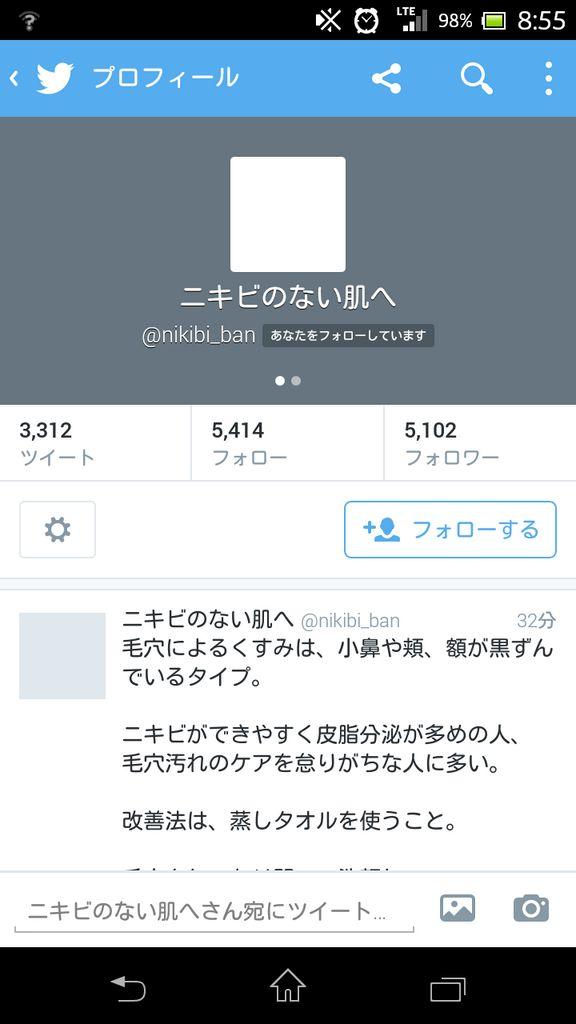 LTE 98% 8:55
プロフィール
ニキビのない肌へ
@nikibi_ban あなたをフォローしています
3,312 5,414 5,102
ツイート フォロー フォロワー
フォローする
ニキビのない肌へ @nikibi_ban 32分
毛穴によるくすみは、小鼻や頬、額が黒ずん
でいるタイプ。
ニキビができやすく皮脂分泌が多めの人、
毛穴汚れのケアを怠りがちな人に多い。
改善法は、蒸しタオルを使うこと。
ニキビのない肌へさん宛にツイート...